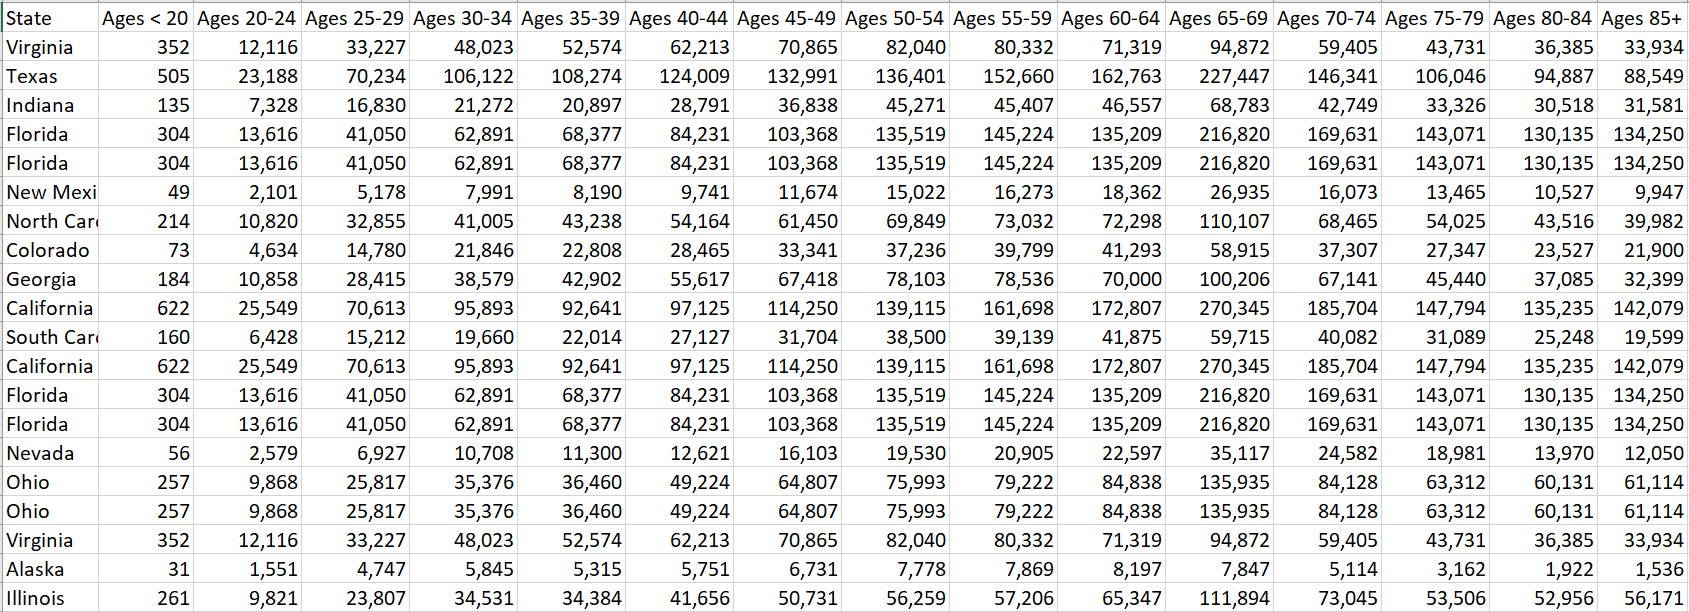 State Ages < 20 Ages 20-24 Ages 25-29 Ages 30-34 Ages 35-39 Ages 40-44 Ages 45-49 Ages 50-54 Ages 55-59 Ages 60-64 Ages 65-69 Ages 70-74 Ages 75-79 Ages 80-84 Ages 85+
Virginia 352 12,116 33,227 48,023 52,574 62,213 70,865 82,040 80,332 71,319 94,872 59,405 43,731 36,385 33,934
Texas 505 23,188 70,234 106,122 108,274 124,009 132,991 136,401 152,660 162,763 227,447 146,341 106,046 94,887 88,549
Indiana 135 7,328 16,830 21,272 20,897 28,791 36,838 45,271 45,407 46,557 68,783 42,749 33,326 30,518 31,581
Florida 304 13,616 41,050 62,891 68,377 84,231 103,368 135,519 145,224 135,209 216,820 169,631 143,071 130,135 134,250
Florida 304 13,616 41,050 62,891 68,377 84,231 103,368 135,519 145,224 135,209 216,820 169,631 143,071 130,135 134,250
New Mexi 49 2,101 5,178 7,991 8,190 9,741 11,674 15,022 16,273 18,362 26,935 16,073 13,465 10,527 9,947
North Car 214 10,820 32,855 41,005 43,238 54,164 61,450 69,849 73,032 72,298 110,107 68,465 54,025 43,516 39,982
Colorado 73 4,634 14,780 21,846 22,808 28,465 33,341 37,236 39,799 41,293 58,915 37,307 27,347 23,527 21,900
Georgia 184 10,858 28,415 38,579 42,902 55,617 67,418 78,103 78,536 70,000 100,206 67,141 45,440 37,085 32,399
California 622 25,549 70,613 95,893 92,641 97,125 114,250 139,115 161,698 172,807 270,345 185,704 147,794 135,235 142,079
South Car 160 6,428 15,212 19,660 22,014 27,127 31,704 38,500 39,139 41,875 59,715 40,082 31,089 25,248 19,599
California 622 25,549 70,613 95,893 92,641 97,125 114,250 139,115 161,698 172,807 270,345 185,704 147,794 135,235 142,079
Florida 304 13,616 41,050 62,891 68,377 84,231 103,368 135,519 145,224 135,209 216,820 169,631 143,071 130,135 134,250
Florida 304 13,616 41,050 62,891 68,377 84,231 103,368 135,519 145,224 135,209 216,820 169,631 143,071 130,135 134,250
Nevada 56 2,579 6,927 10,708 11,300 12,621 16,103 19,530 20,905 22,597 35,117 24,582 18,981 13,970 12,050
Ohio 257 9,868 25,817 35,376 36,460 49,224 64,807 75,993 79,222 84,838 135,935 84,128 63,312 60,131 61,114
Ohio 257 9,868 25,817 35,376 36,460 49,224 64,807 75,993 79,222 84,838 135,935 84,128 63,312 60,131 61,114
Virginia 352 12,116 33,227 48,023 52,574 62,213 70,865 82,040 80,332 71,319 94,872 59,405 43,731 36,385 33,934
Alaska 31 1,551 4,747 5,845 5,315 5,751 6,731 7,778 7,869 8,197 7,847 5,114 3,162 1,922 1,536
Illinois 261 9,821 23,807 34,531 34,384 41,656 50,731 56,259 57,206 65,347 111,894 73,045 53,506 52,956 56,171